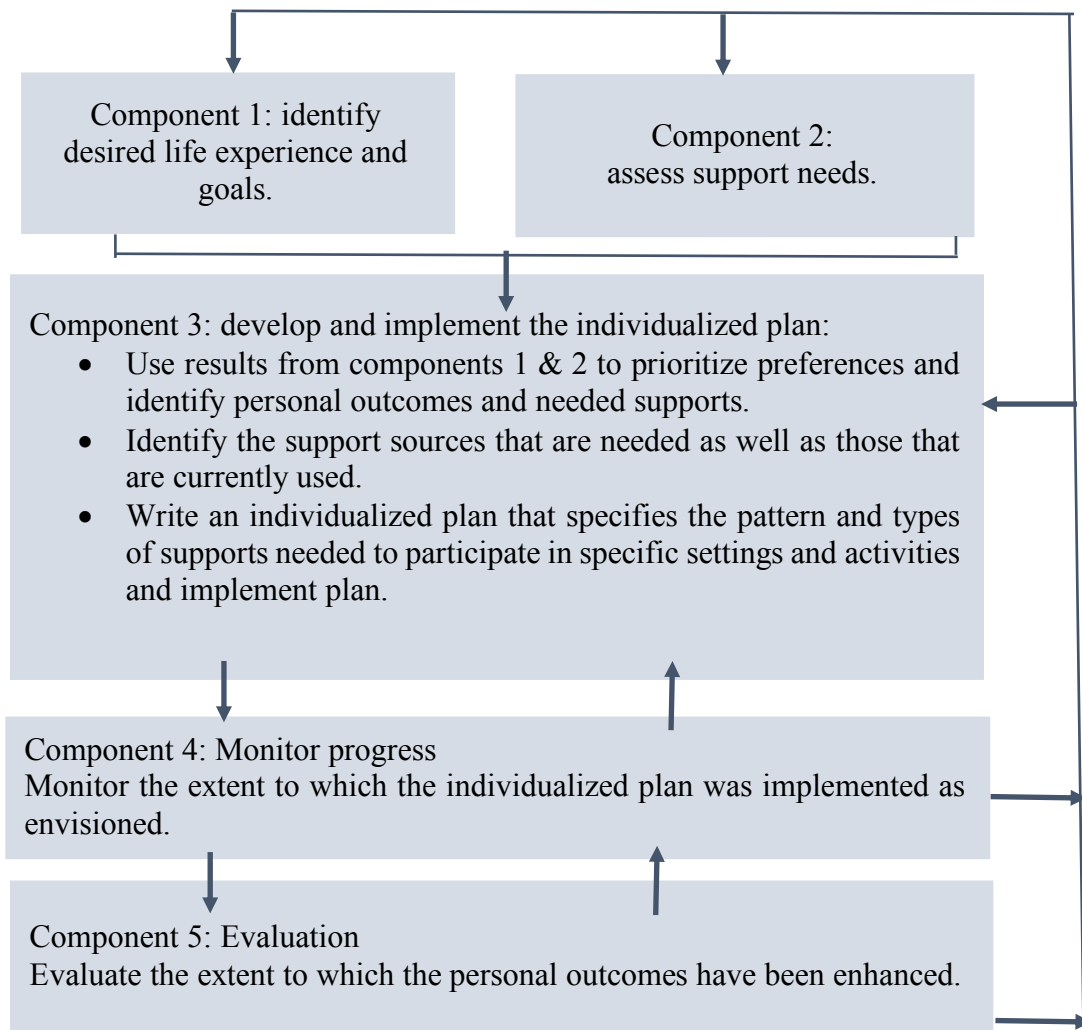 Component 1: identify
desired life experience and
goals.
Component 2:
assess support needs.
Component 3: develop and implement the individualized plan:
• Use results from components 1 & 2 to prioritize preferences and
identify personal outcomes and needed supports.
• Identify the support sources that are needed as well as those that
are currently used.
• Write an individualized plan that specifies the pattern and types
of supports needed to participate in specific settings and activities
and implement plan.
Component 4: Monitor progress
Monitor the extent to which the individualized plan was implemented as
envisioned.
Component 5: Evaluation
Evaluate the extent to which the personal outcomes have been enhanced.